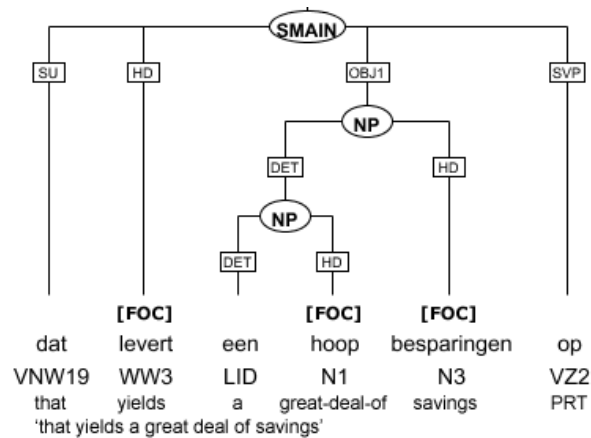 SMAIN
SU HD OBJ1 SVP
NP
DET HD
NP
DET HD
[FOC] [FOC] [FOC]
dat levert een hoop besparingen op
VNW19 WW3 LID N1 N3 VZ2
that yields a great-deal-of savings PRT
'that yields a great deal of savings'